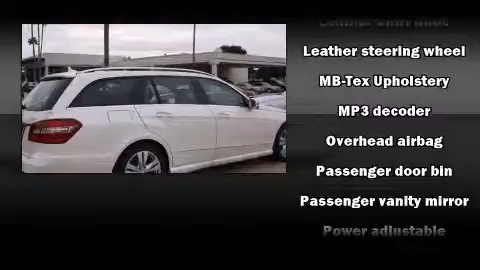 Leather steering wheel
MB-Tex Upholstery
MP3 decoder
Overhead airbag
Passenger door bin
Passenger vanity mirror
Power adjustable